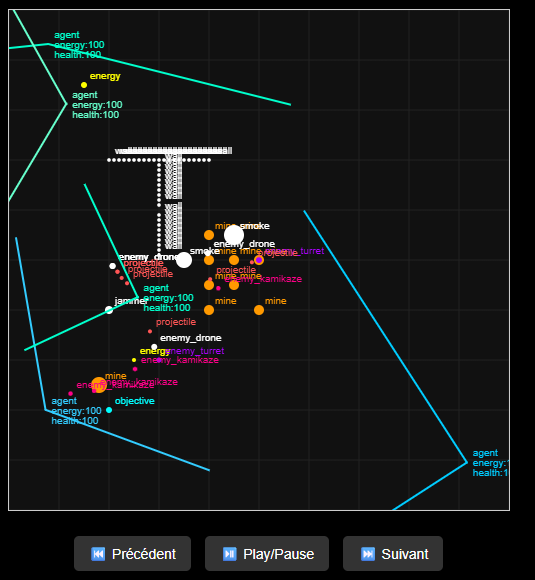 agent
energy:100
health:100
energy
agent
energy:100
health:100
wall
mine
smoke
enemy_drone
enemy_drone
smoke
mine
mine
enemy_turret
projectile
projectile
projectile
projectile
projectile
mine
mine
enemy_kamikaze
agent
energy:100
health:100
jammer
mine
mine
projectile
enemy_drone
energy
enemy_turret
enemy_kamikaze
mine
enemy_kamikaze
enemy_kamikaze
agent
energy:100
health:100
objective
agent
energy:1
health:1
Précédent
Play/Pause
Suivant